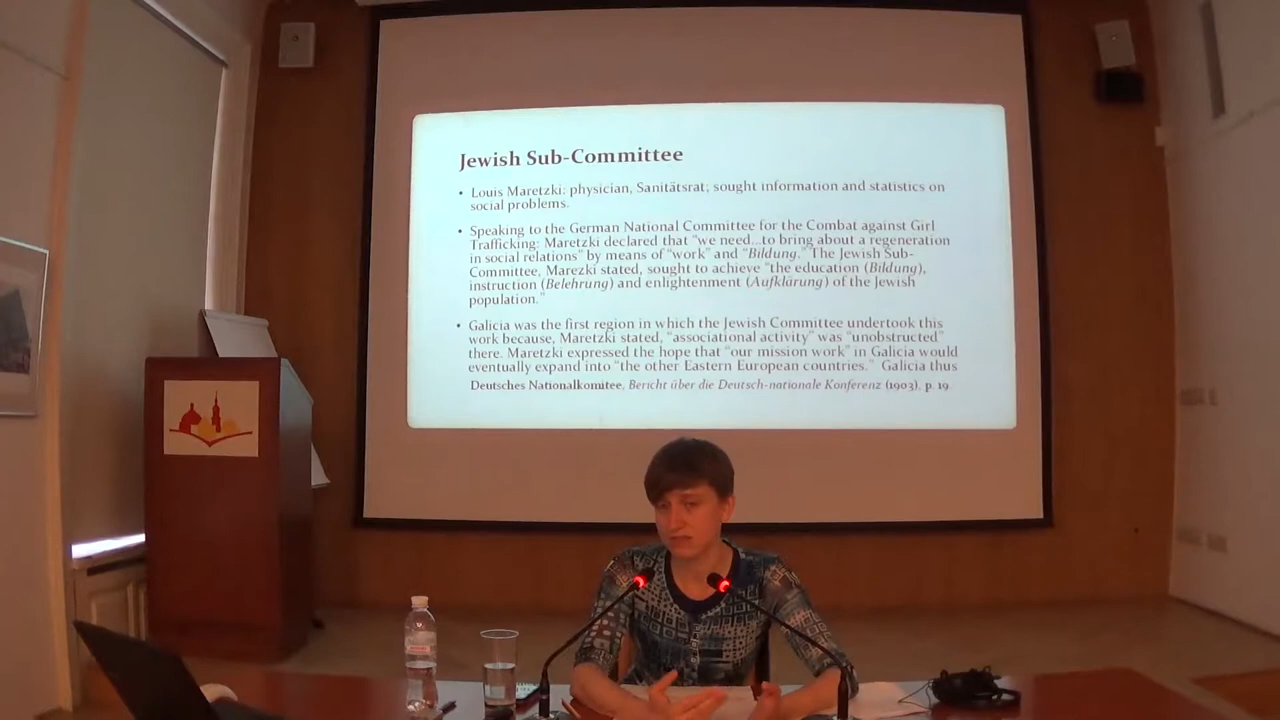 Jewish Sub-Committee
• Louis Maretzki: physician, Sanitätsrat; sought information and statistics on
social problems.
• Speaking to the German National Committee for the Combat against Girl
Trafficking: Maretzki declared that "we need...to bring about a regeneration
in social relations" by means of "work" and "Bildung." The Jewish Sub-
Committee, Marezki stated, sought to achieve "the education (Bildung),
instruction (Belehrung) and enlightenment (Aufklärung) of the Jewish
population."
• Galicia was the first region in which the Jewish Committee undertook this
work because, Maretzki stated, "associational activity" was "unobstructed"
there. Maretzki expressed the hope that "our mission work" in Galicia would
eventually expand into "the other Eastern European countries." Galicia thus
Deutsches Nationalkomitee, Bericht über die Deutsch-nationale Konferenz (1903), p. 19.